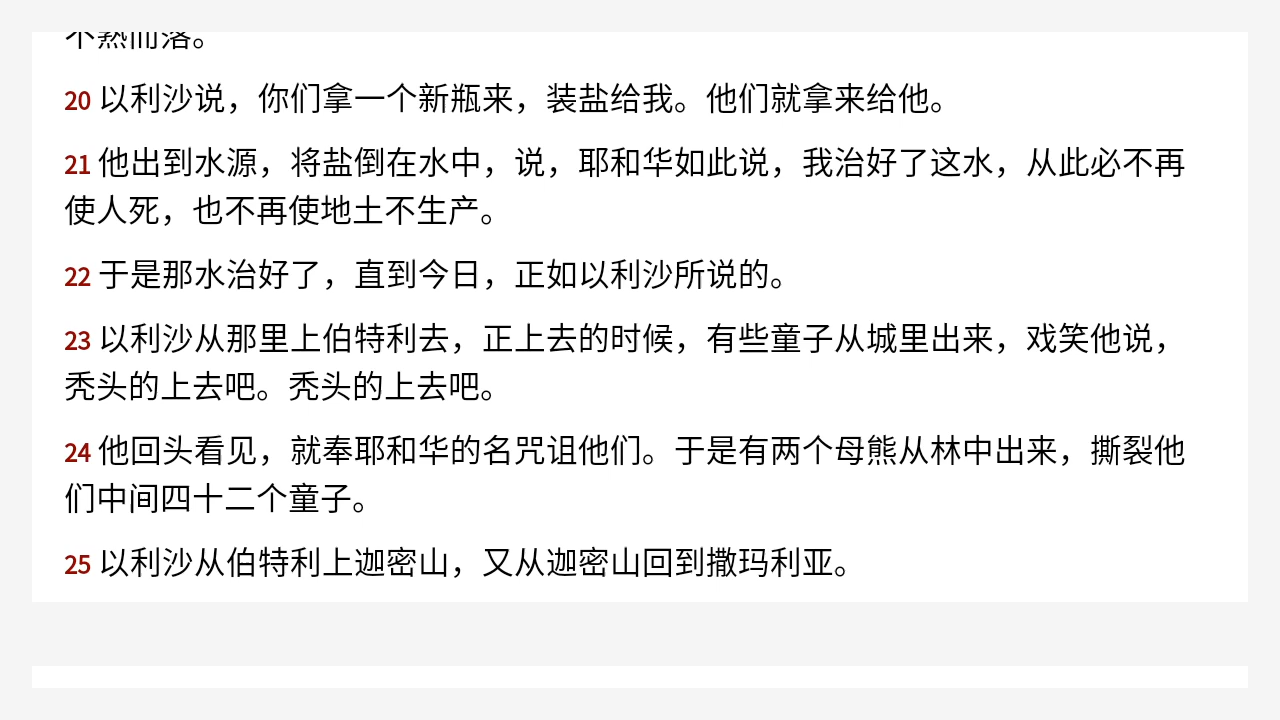 不熟而落。
20 以利沙说，你们拿一个新瓶来，装盐给我。他们就拿来给他。
21 他出到水源，将盐倒在水中，说，耶和华如此说，我治好了这水，从此必不再
使人死，也不再使地土不生产。
22 于是那水治好了，直到今日，正如以利沙所说的。
23 以利沙从那里上伯特利去，正上去的时候，有些童子从城里出来，戏笑他说，
秃头的上去吧。秃头的上去吧。
24 他回头看见，就奉耶和华的名咒诅他们。于是有两个母熊从林中出来，撕裂他
们中间四十二个童子。
25 以利沙从伯特利上迦密山，又从迦密山回到撒玛利亚。